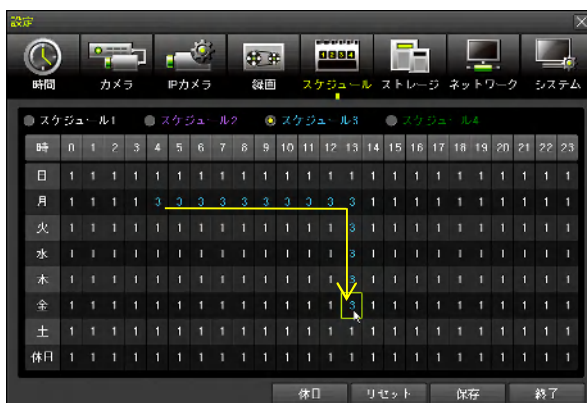 設定
時間 カメラ IPカメラ 録画 スケジュール ストレージ ネットワーク システム
スケジュール1 スケジュール2 スケジュール3 スケジュール4
時 0 1 2 3 4 5 6 7 8 9 10 11 12 13 14 15 16 17 18 19 20 21 22 23
日 1 1 1 1 1 1 1 1 1 1 1 1 1 1 1 1 1 1 1 1 1 1 1 1
月 1 1 1 1 3 3 3 3 3 3 3 3 3 3 1 1 1 1 1 1 1 1 1 1
火 1 1 1 1 1 1 1 1 1 1 1 1 1 3 1 1 1 1 1 1 1 1 1 1
水 1 1 1 1 1 1 1 1 1 1 1 1 1 3 1 1 1 1 1 1 1 1 1 1
木 1 1 1 1 1 1 1 1 1 1 1 1 1 3 1 1 1 1 1 1 1 1 1 1
金 1 1 1 1 1 1 1 1 1 1 1 1 3 1 1 1 1 1 1 1 1 1 1
土 1 1 1 1 1 1 1 1 1 1 1 1 1 1 1 1 1 1 1 1 1 1 1 1
休日 1 1 1 1 1 1 1 1 1 1 1 1 1 1 1 1 1 1 1 1 1 1 1 1
休日 リセット 保存 終了